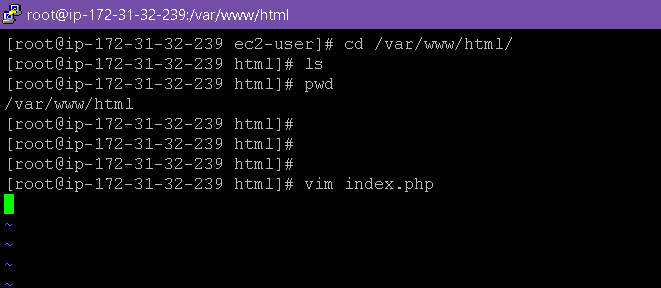 root@ip-172-31-32-239:/var/www/html
[root@ip-172-31-32-239 ec2-user]# cd /var/www/html/
[root@ip-172-31-32-239 html]# ls
[root@ip-172-31-32-239 html]# pwd
/var/www/html
[root@ip-172-31-32-239 html]#
[root@ip-172-31-32-239 html]#
[root@ip-172-31-32-239 html]#
[root@ip-172-31-32-239 html]# vim index.php
~
~
~
~